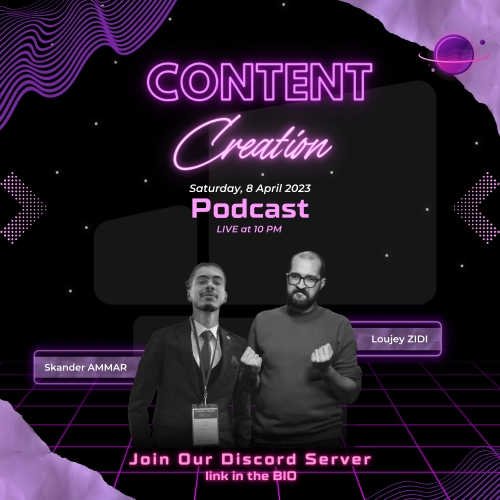 CONTENT
Creation
Saturday, 8 April 2023
Podcast
LIVE at 10 PM
Loujey ZIDI
Skander AMMAR
Join Our Discord Server
link in the BIO